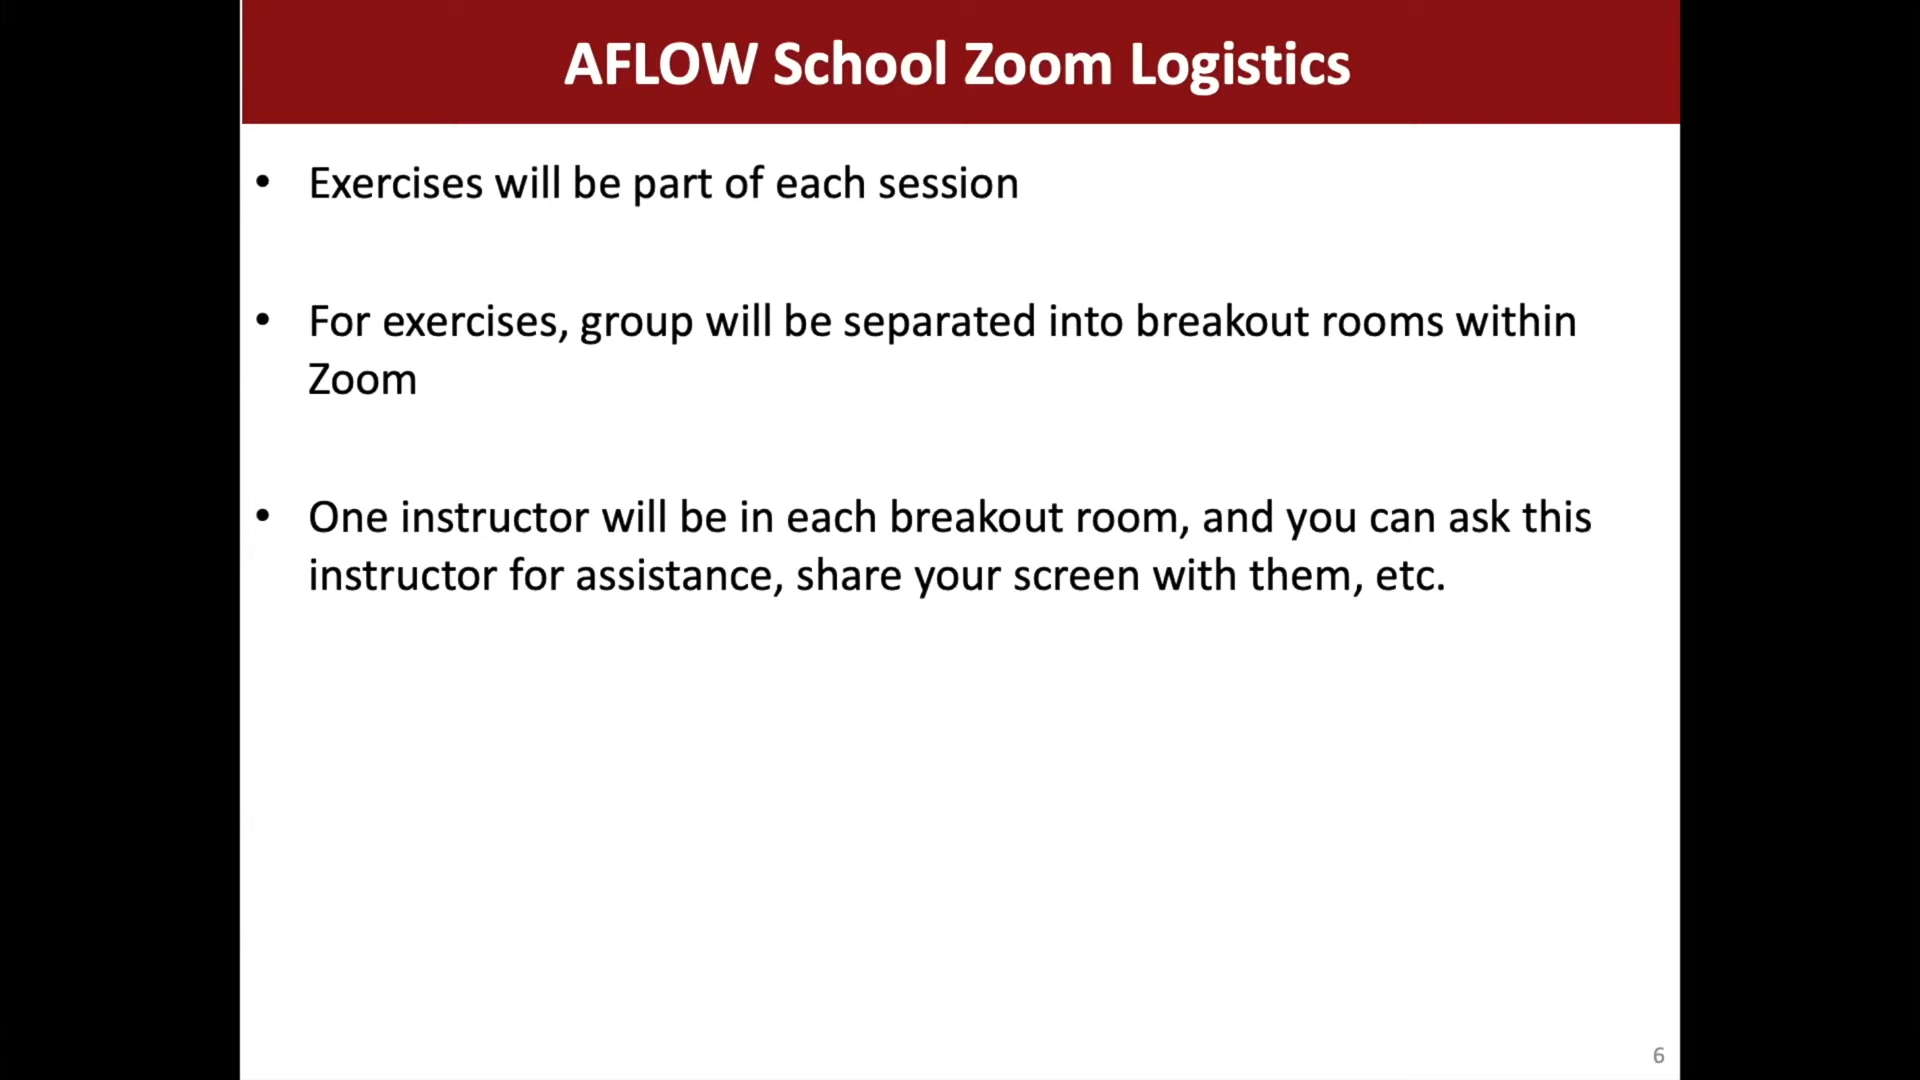 AFLOW School Zoom Logistics
• Exercises will be part of each session
• For exercises, group will be separated into breakout rooms within
Zoom
• One instructor will be in each breakout room, and you can ask this
instructor for assistance, share your screen with them, etc.
6